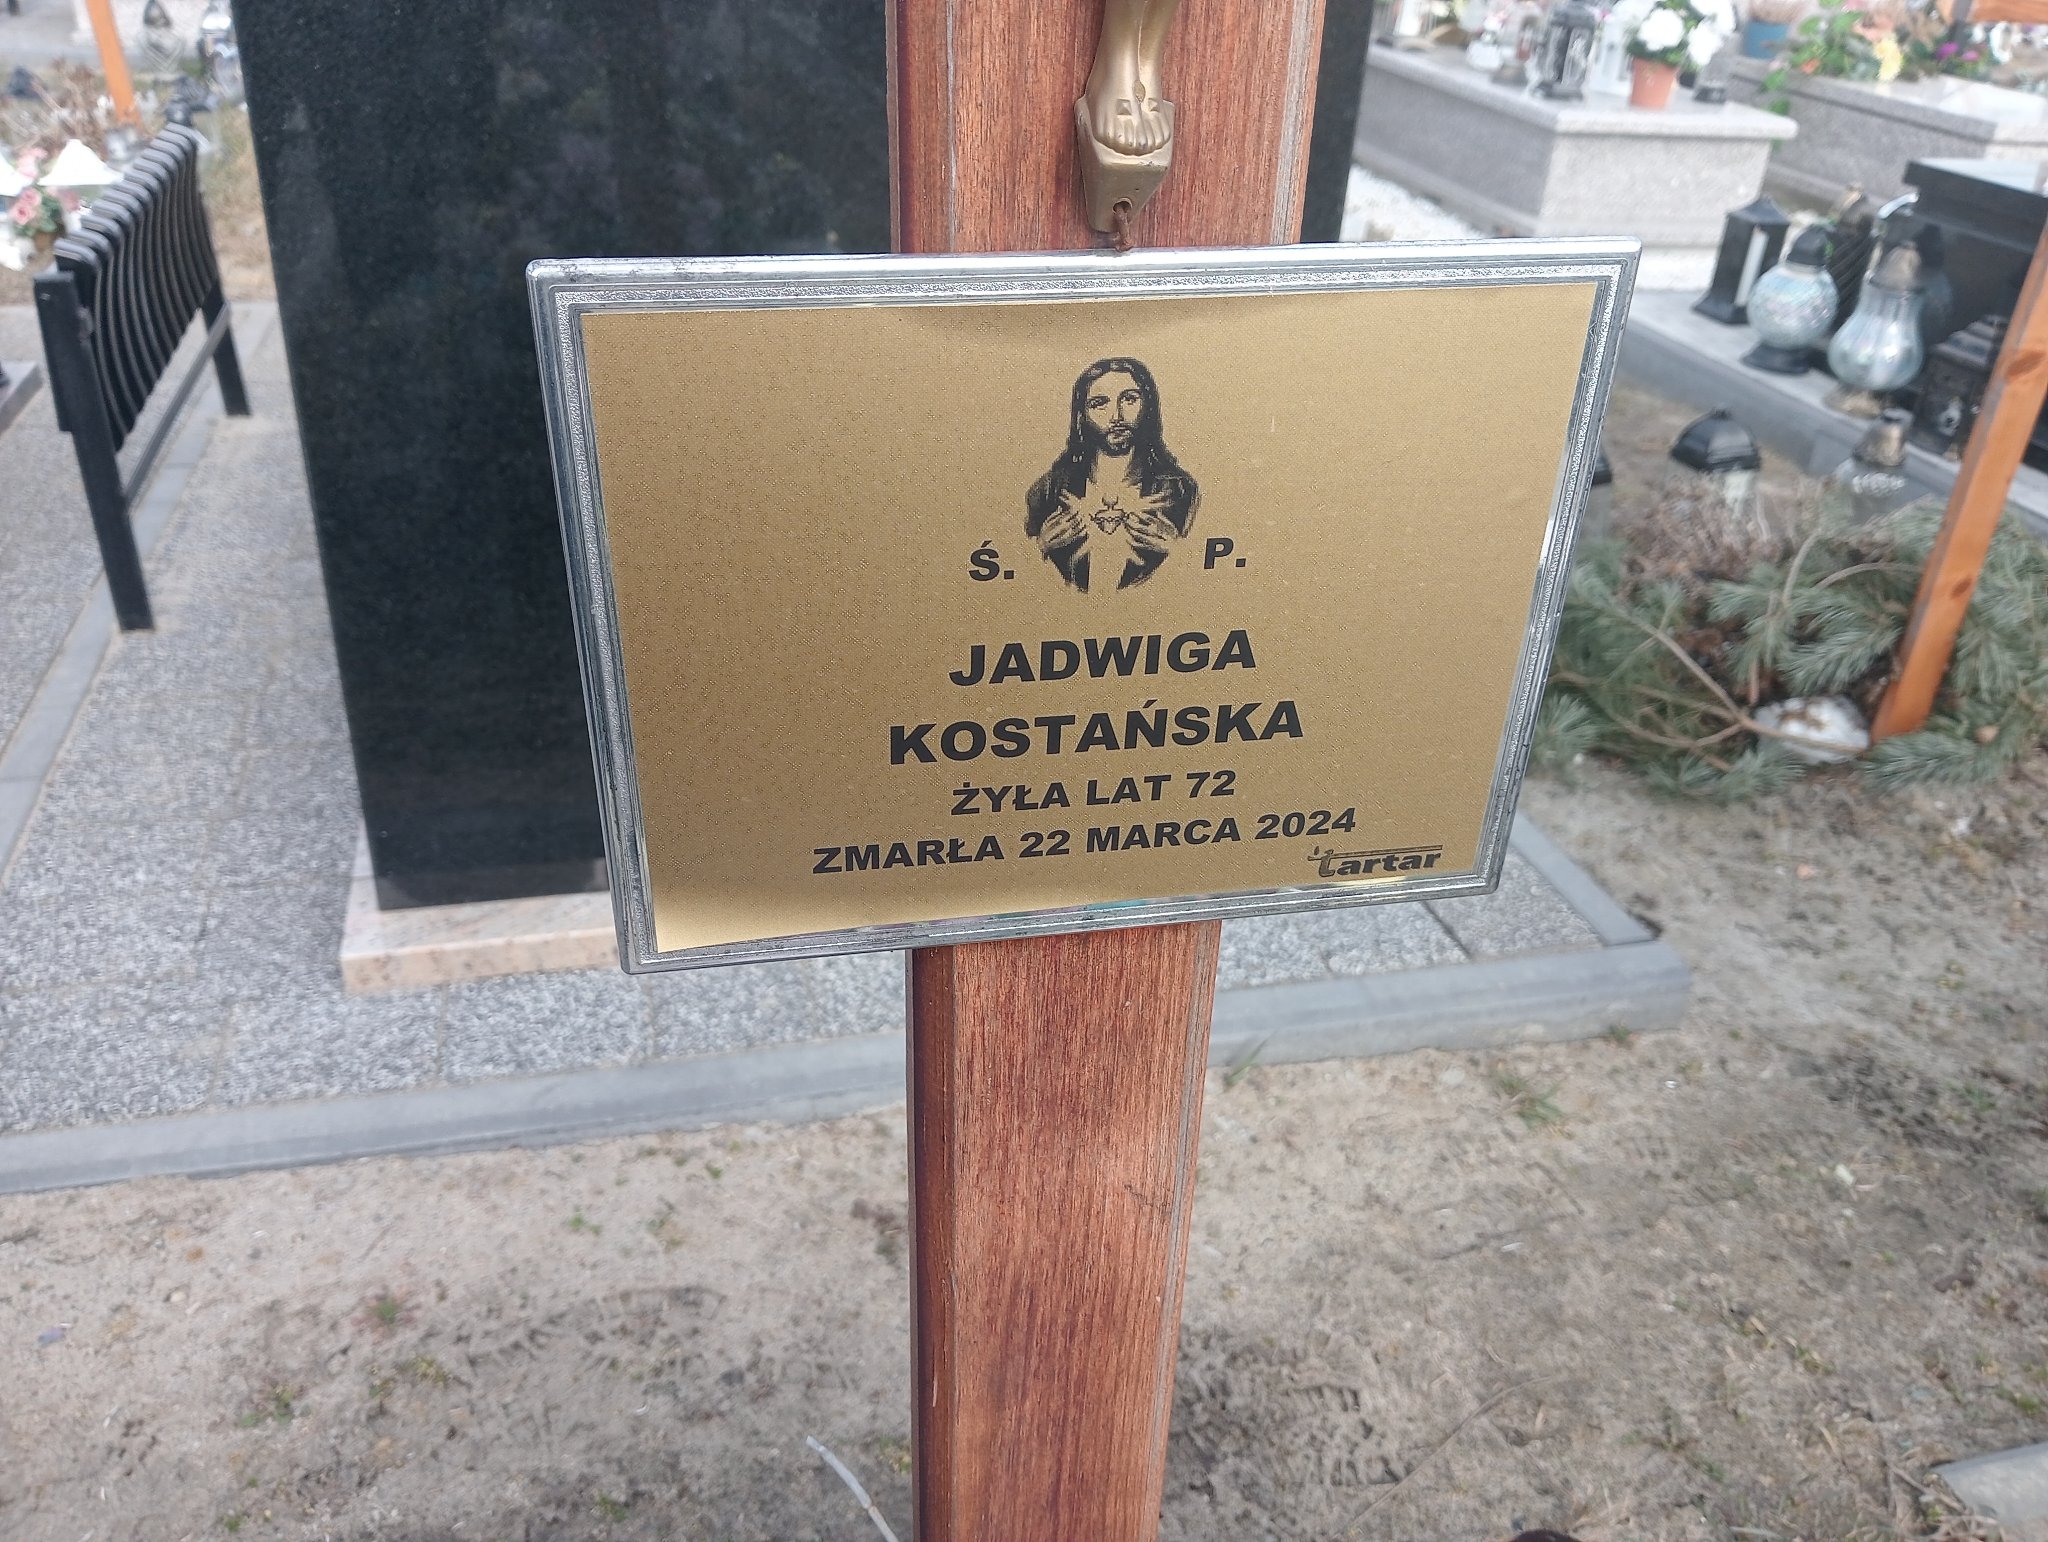 Ś. P.
JADWIGA
KOSTAŃSKA
ŻYŁA LAT 72
ZMARŁA 22 MARCA 2024
tartar